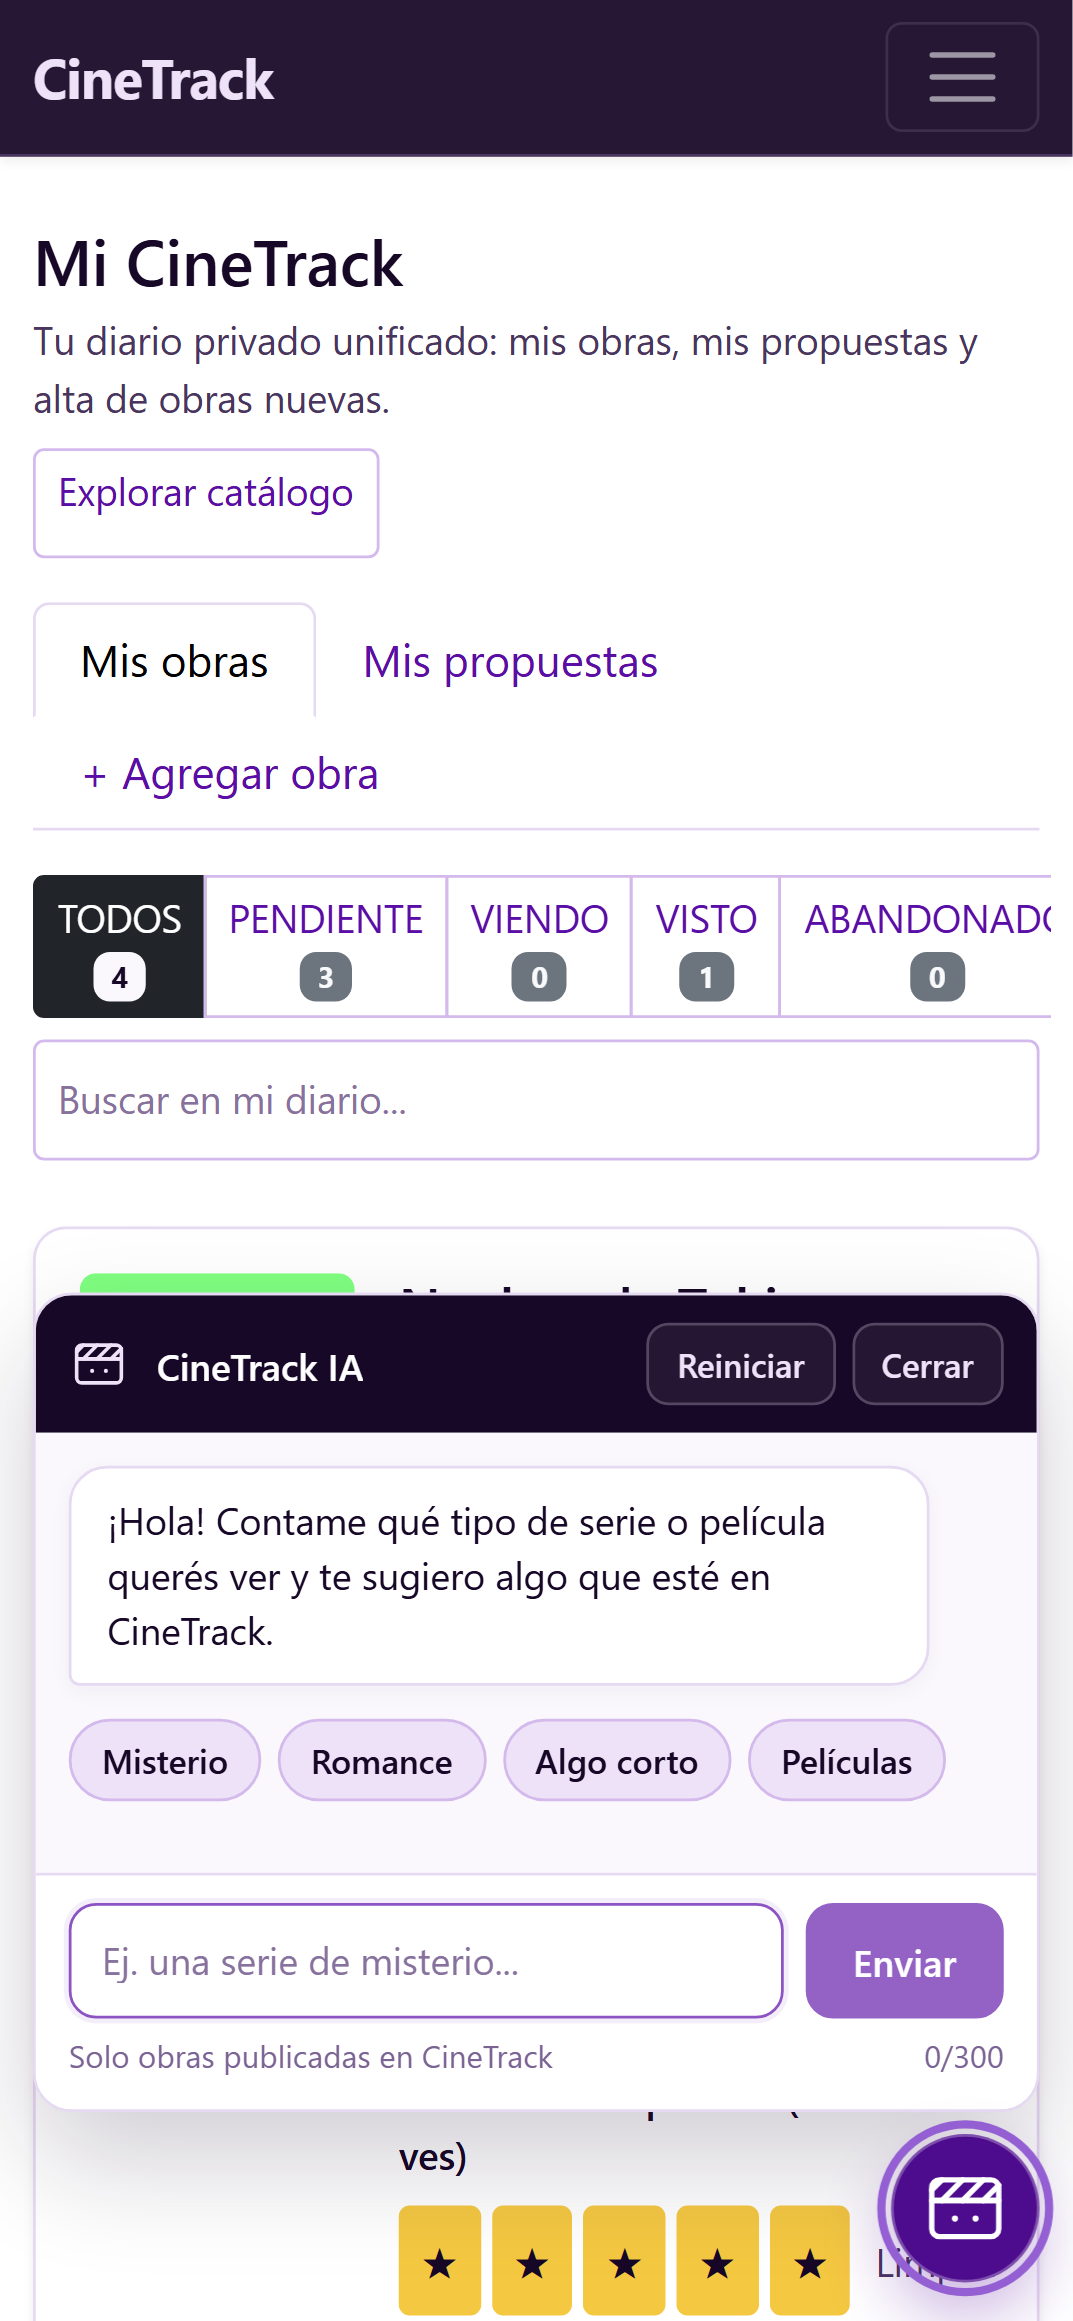 CineTrack
Mi CineTrack
Tu diario privado unificado: mis obras, mis propuestas y
alta de obras nuevas.
Explorar catálogo
Mis obras
Mis propuestas
+ Agregar obra
TODOS
4
PENDIENTE
3
VIENDO
0
VISTO
1
ABANDONADO
0
Buscar en mi diario...
CineTrack IA
Reiniciar
Cerrar
¡Hola! Contame qué tipo de serie o película
querés ver y te sugiero algo que esté en
CineTrack.
Misterio
Romance
Algo corto
Películas
Ej. una serie de misterio...
Enviar
Solo obras publicadas en CineTrack
0/300
ves)